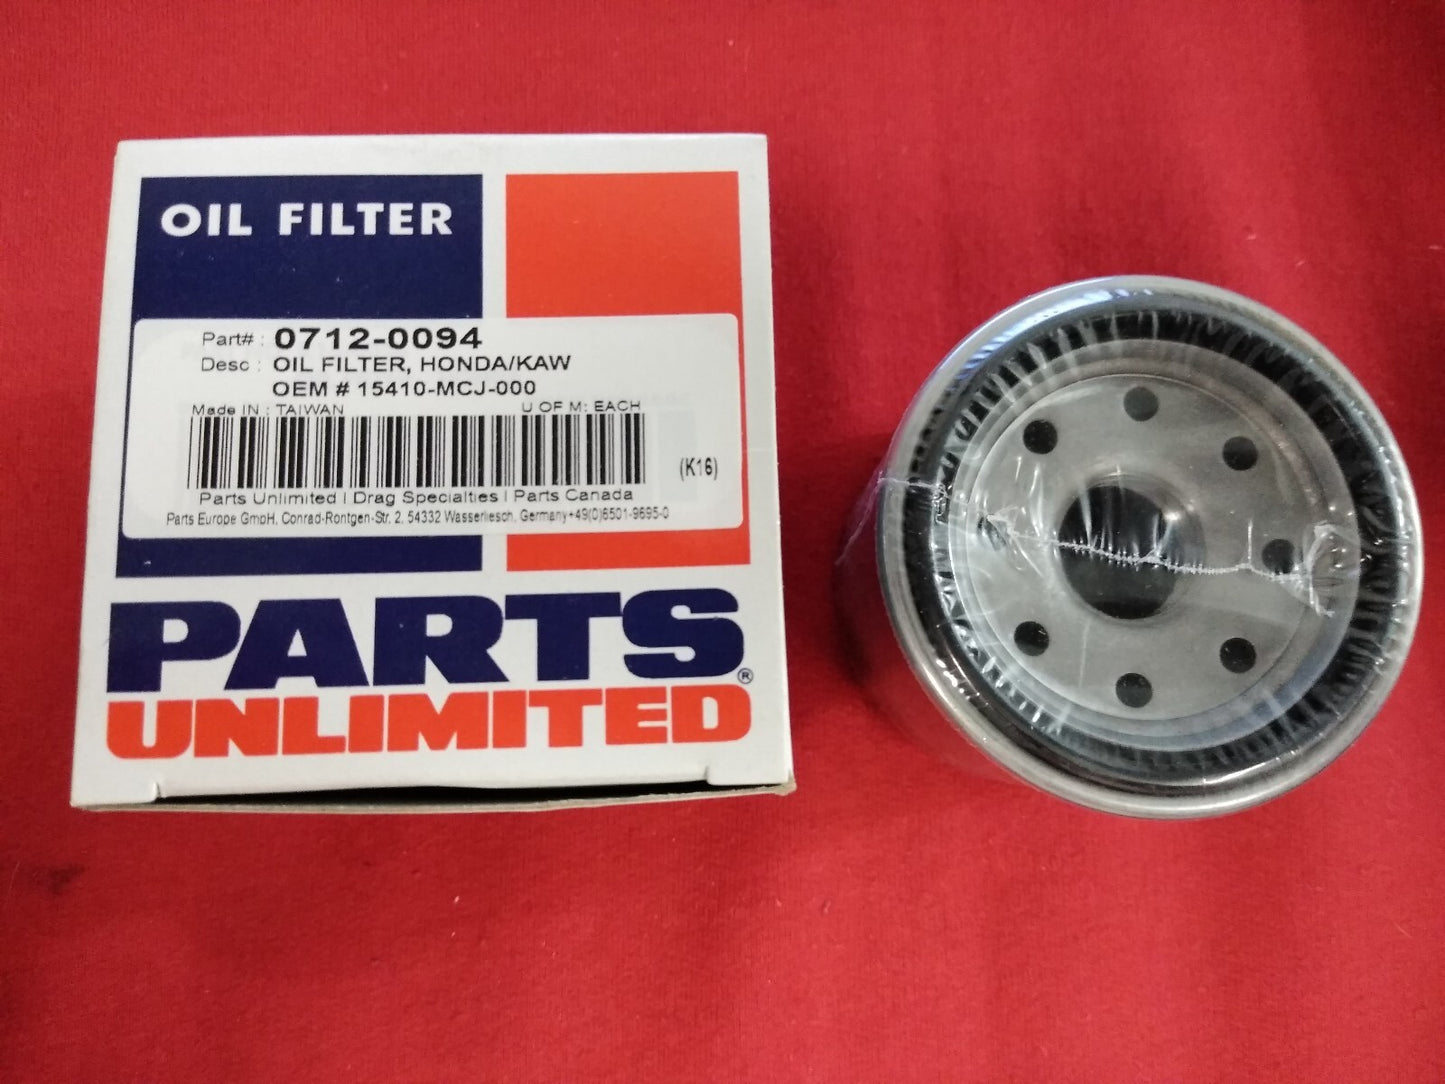 OIL FILTER
Part# : 0712-0094
Desc : OIL FILTER, HONDA/KAW
OEM # 15410-MCJ-000
Made IN : TAIWAN U OF M: EACH
(K16)
Parts Unlimited | Drag Specialties | Parts Canada
Parts Europe GmbH, Conrad-Rontgen-Str. 2, 54332 Wasserliesch, Germany+49(0)6501-9695-0
PARTS®
UNLIMITED